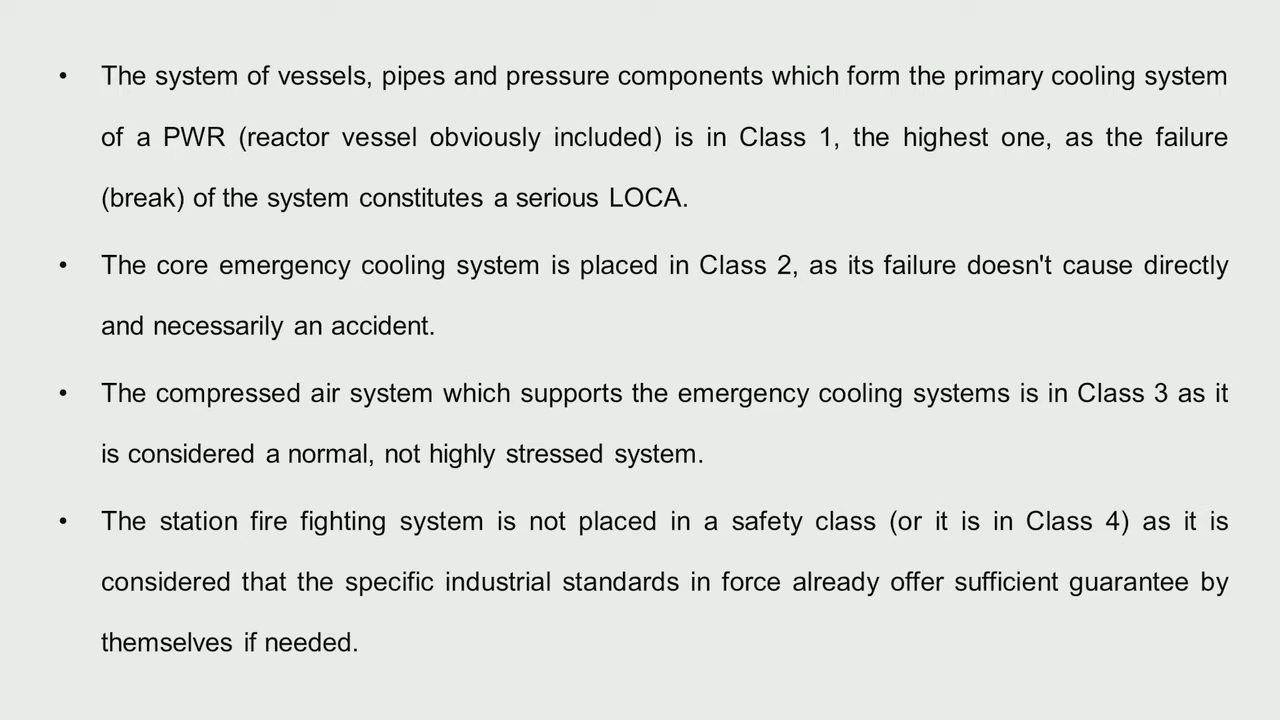 • The system of vessels, pipes and pressure components which form the primary cooling system
of a PWR (reactor vessel obviously included) is in Class 1, the highest one, as the failure
(break) of the system constitutes a serious LOCA.
• The core emergency cooling system is placed in Class 2, as its failure doesn't cause directly
and necessarily an accident.
• The compressed air system which supports the emergency cooling systems is in Class 3 as it
is considered a normal, not highly stressed system.
• The station fire fighting system is not placed in a safety class (or it is in Class 4) as it is
considered that the specific industrial standards in force already offer sufficient guarantee by
themselves if needed.